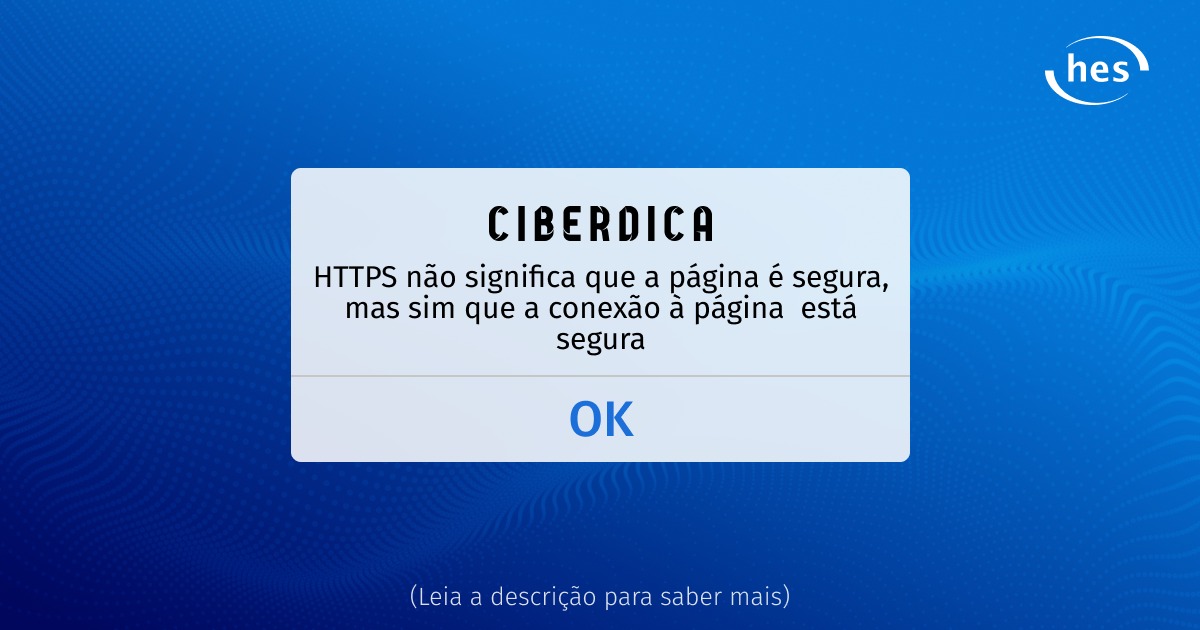 hes
CIBERDICA
HTTPS não significa que a página é segura,
mas sim que a conexão à página  está
segura
OK
(Leia a descrição para saber mais)